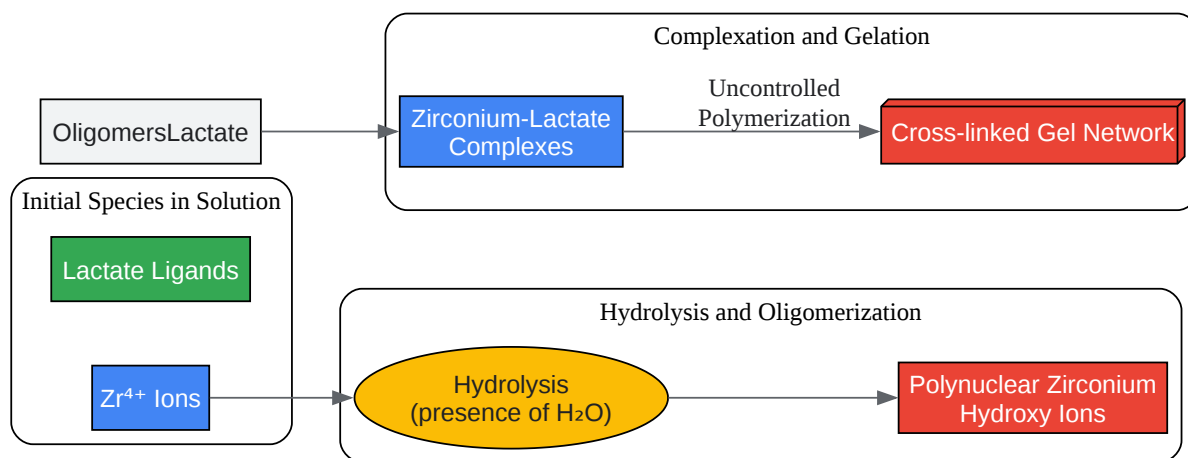 Complexation and Gelation
OligomersLactate
Zirconium-Lactate
Complexes
Uncontrolled
Polymerization
Cross-linked Gel Network
Initial Species in Solution
Lactate Ligands
Zr⁴⁺ Ions
Hydrolysis and Oligomerization
Hydrolysis
(presence of H₂O)
Polynuclear Zirconium
Hydroxy Ions